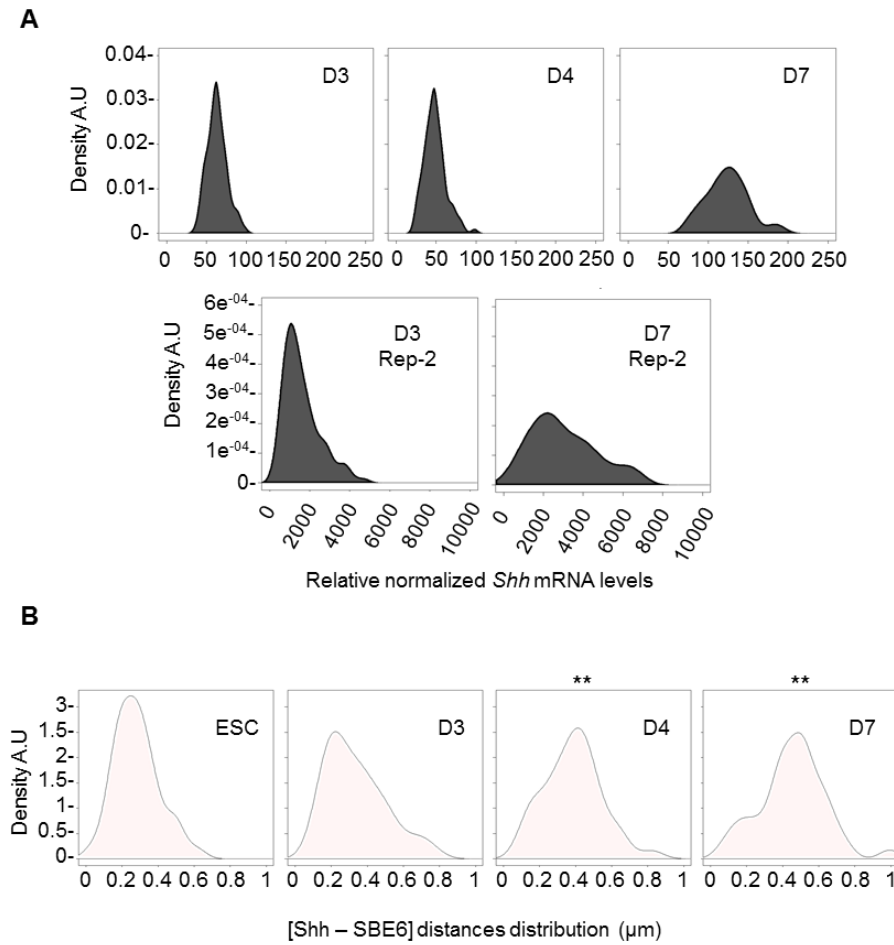 A
Density A.U
0.04-
0.03-
0.02-
0.01-
0-
D3
D4
D7
0 50 100 150 200 250
0 50 100 150 200 250
0 50 100 150 200 250
Density A.U
6e-04-
5e-04-
4e-04-
3e-04-
2e-04-
1e-04-
0-
D3
Rep-2
D7
Rep-2
0 2000 4000 6000 8000 10000
0 2000 4000 6000 8000 10000
Relative normalized Shh mRNA levels
B
** **
Density A.U
3-
1.5-
2-
1-
0.5-
0-
ESC
D3
D4
D7
0 0.2 0.4 0.6 0.8 1
0 0.2 0.4 0.6 0.8 1
0 0.2 0.4 0.6 0.8 1
0 0.2 0.4 0.6 0.8 1
[Shh – SBE6] distances distribution (µm)